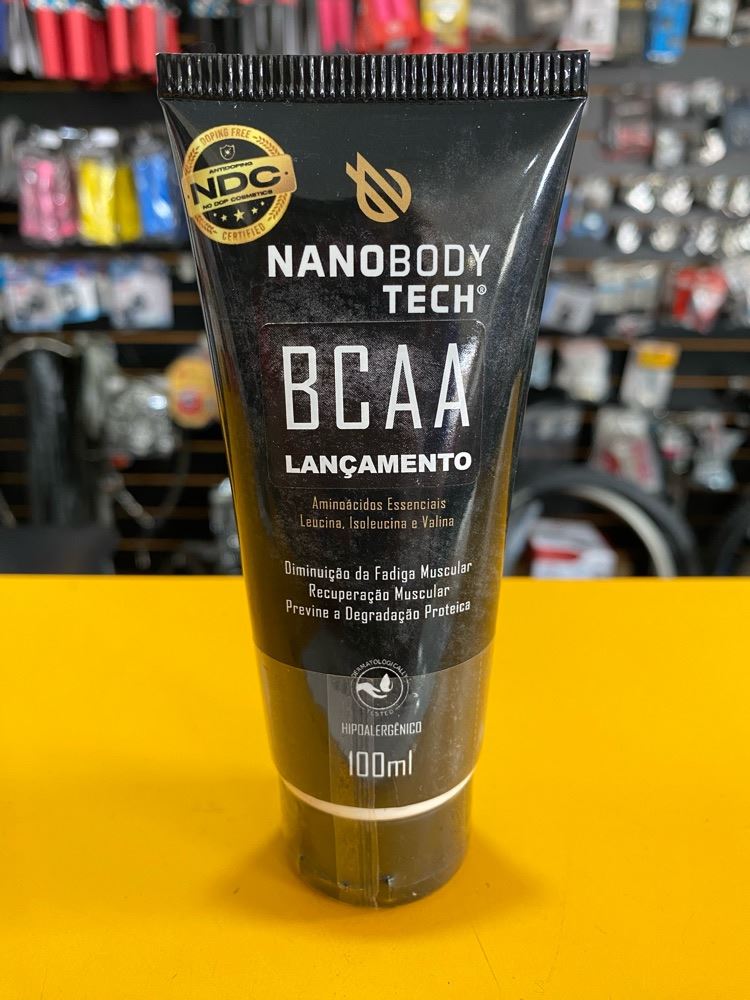 DOPING FREE
ANTIDOPING
NDC
NO DOP COSMETICS
CERTIFIED
NANOBODY
TECH®
BCAA
LANÇAMENTO
Aminoácidos Essenciais
Leucina, Isoleucina e Valina
Diminuição da Fadiga Muscular
Recuperação Muscular
Previne a Degradação Proteica
DERMATOLOGICALLY
TESTED
HIPOALERGÊNICO
100ml